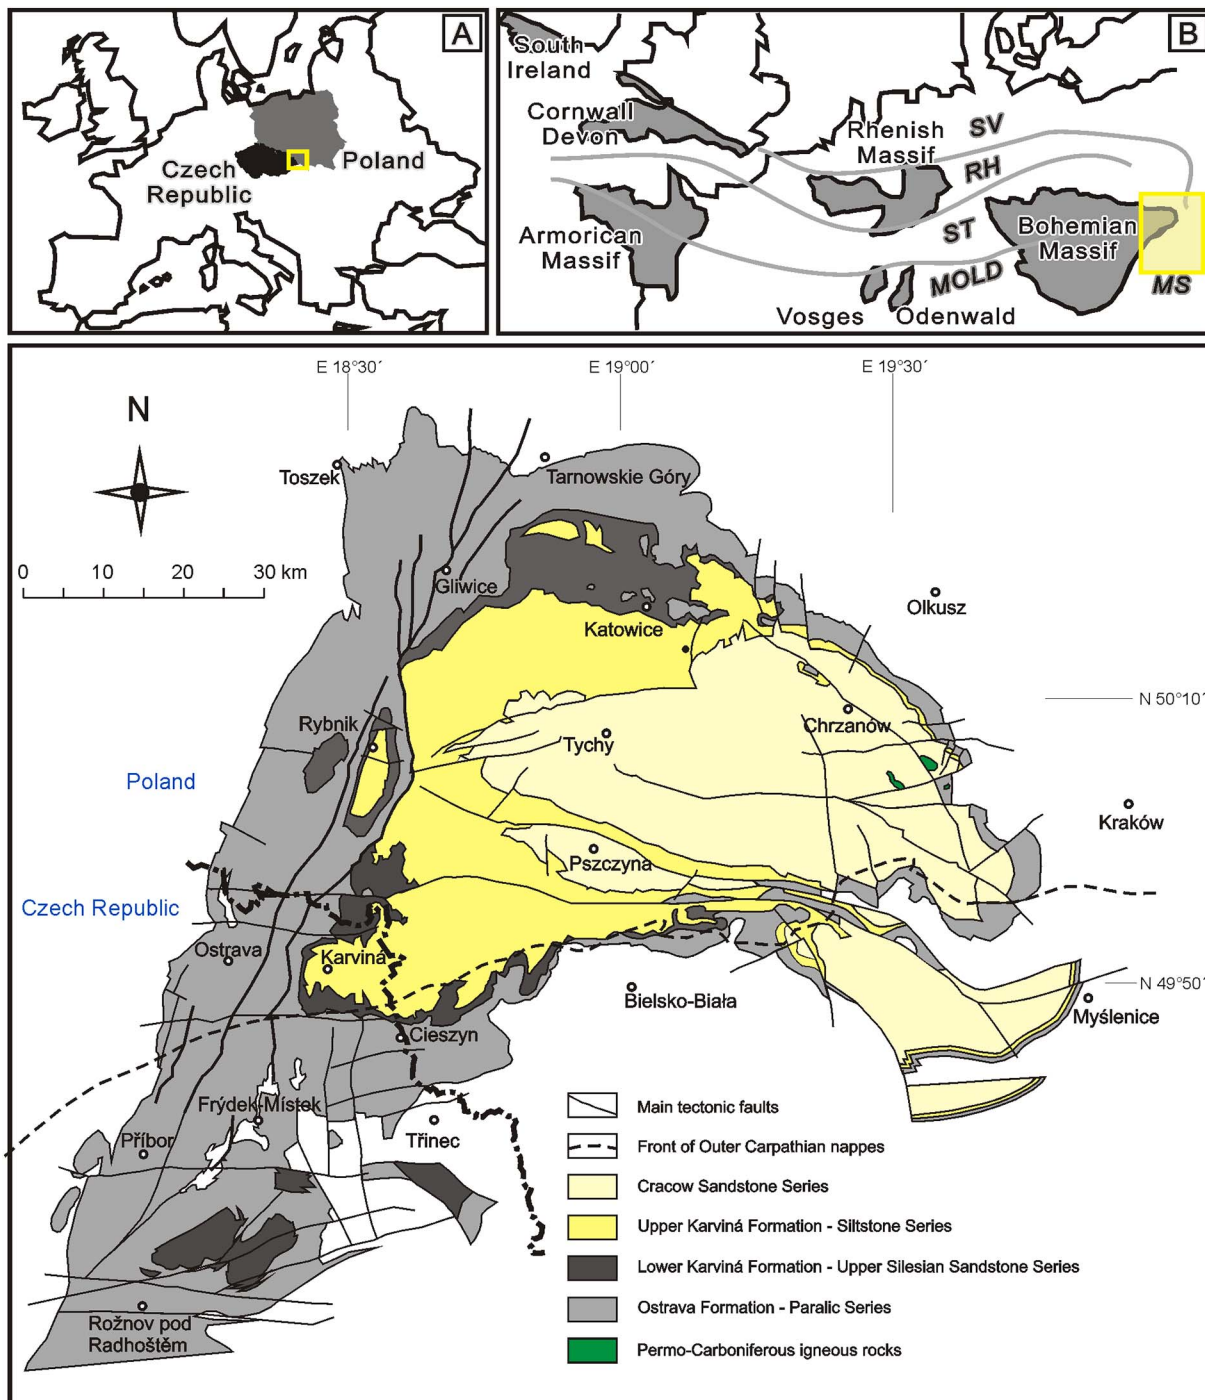 A
Czech
Republic
Poland
B
South
Ireland
Cornwall
Devon
Armorican
Massif
Rhenish
Massif
SV
RH
ST
MOLD
Bohemian
Massif
MS
Vosges
Odenwald
E 18°30´
E 19°00´
E 19°30´
N
Toszek
Tarnowskie Góry
0 10 20 30 km
Gliwice
Olkusz
Katowice
N 50°10´
Rybnik
Chrzanów
Tychy
Poland
Kraków
Pszczyna
Czech Republic
Ostrava
Karviná
N 49°50´
Bielsko-Biała
Myślenice
Cieszyn
Frýdek-Místek
Příbor
Třinec
Rožnov pod
Radhoštěm
Main tectonic faults
Front of Outer Carpathian nappes
Cracow Sandstone Series
Upper Karviná Formation - Siltstone Series
Lower Karviná Formation - Upper Silesian Sandstone Series
Ostrava Formation - Paralic Series
Permo-Carboniferous igneous rocks